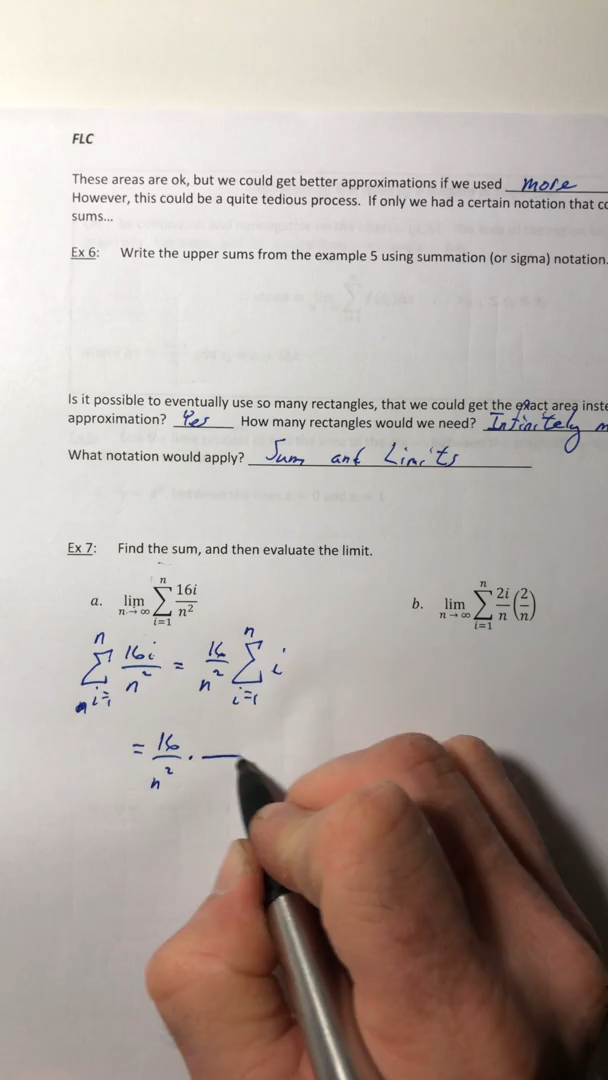 FLC
These areas are ok, but we could get better approximations if we used more
However, this could be a quite tedious process. If only we had a certain notation that
sums...
Ex 6: Write the upper sums from the example 5 using summation (or sigma) notation.
Is it possible to eventually use so many rectangles, that we could get the exact area
approximation? Yes How many rectangles would we need? Infinitely
What notation would apply? Sum and Limits
Ex 7: Find the sum, and then evaluate the limit.
a. lim n→∞ ∑ i=1 n 16i/n² b. lim n→∞ ∑ i=1 n 2i/n (2/n)
∑ i=1 n 16i/n² = 16/n² ∑ i=1 n i
= 16/n² ·